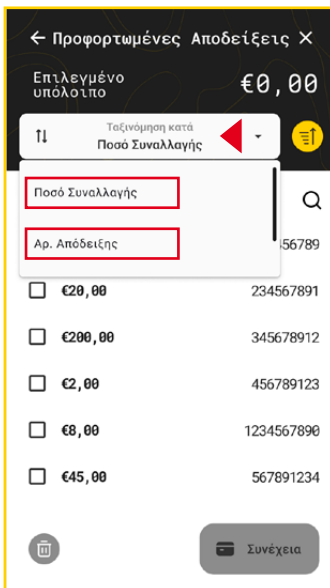 Προφορτωμένες Αποδείξεις
Επιλεγμένο
υπόλοιπο
€0,00
Ταξινόμηση κατά
Ποσό Συναλλαγής
Ποσό Συναλλαγής
Αρ. Απόδειξης
56789
€20,00 234567891
€200,00 345678912
€2,00 456789123
€8,00 1234567890
€45,00 567891234
Συνέχεια